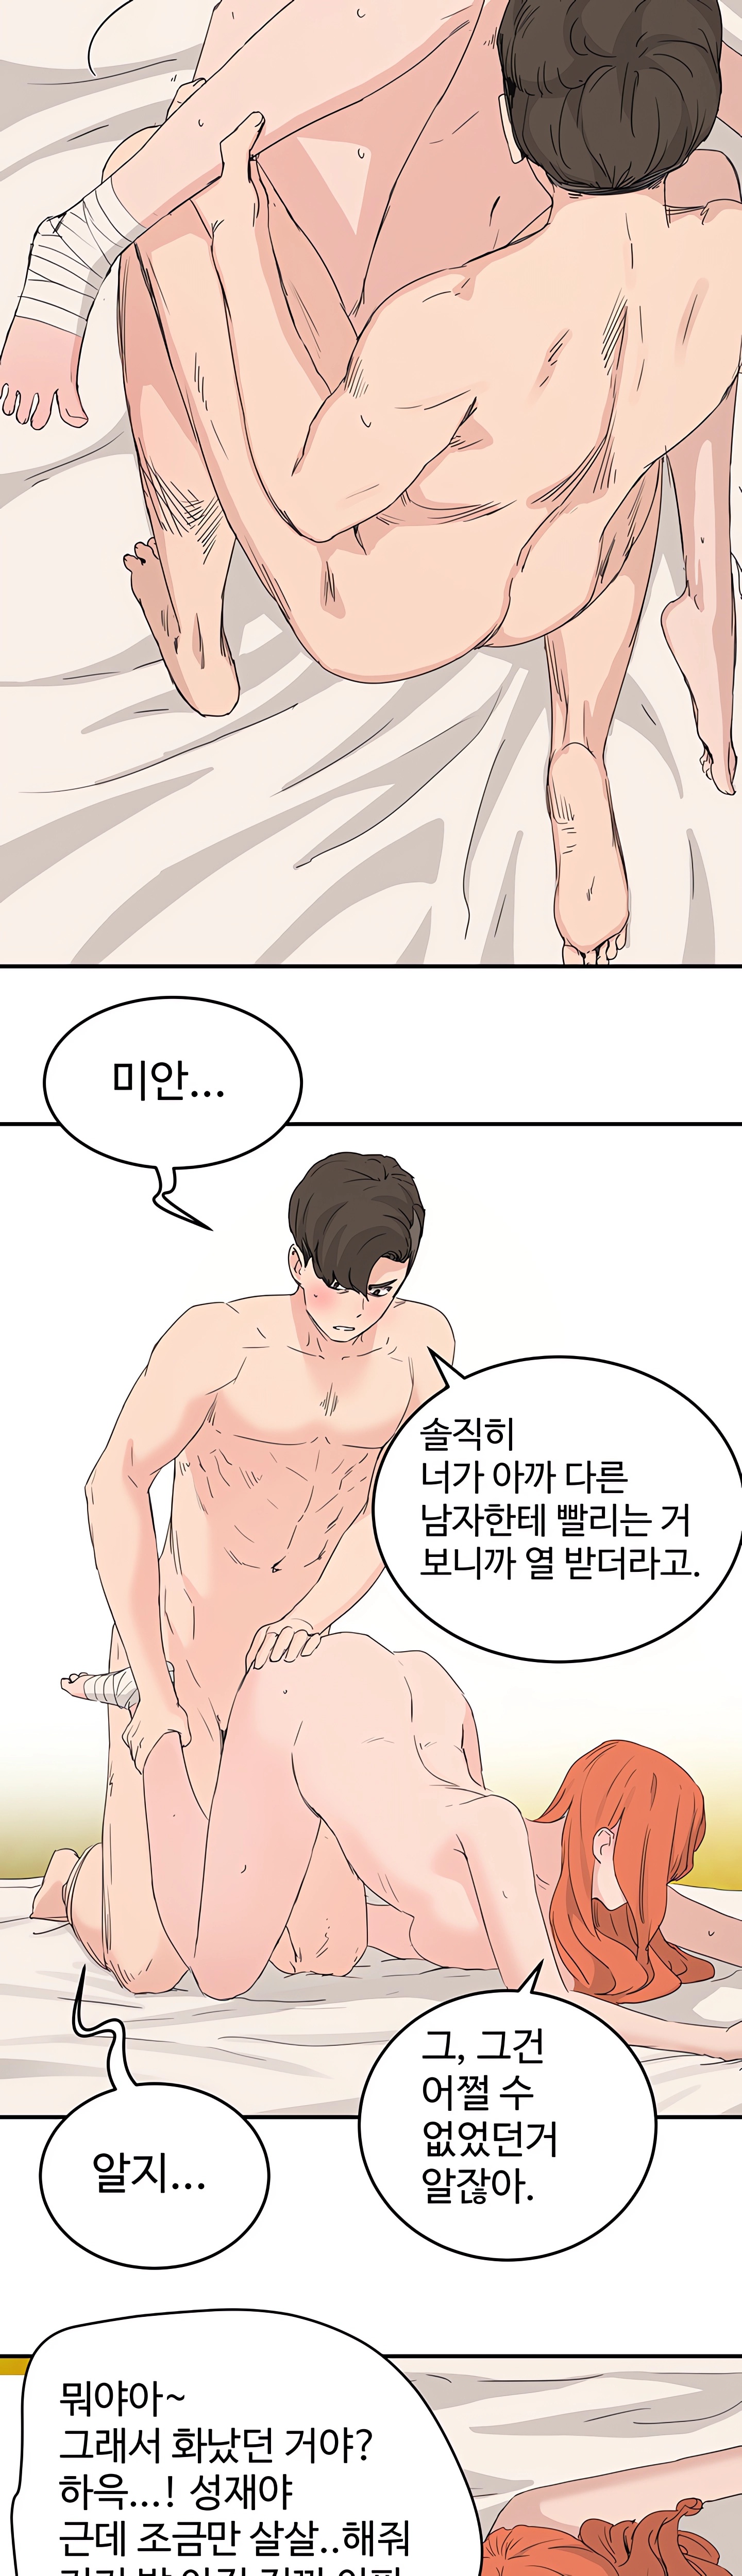 미안...
솔직히
너가 아까 다른
남자한테 빨리는 거
보니까 열 받더라고.
그, 그건
어쩔 수
없었던거
알잖아.
알지...
뭐야아~
그래서 화났던 거야?
하윽...! 성재야
근데 조금만 살살..해줘